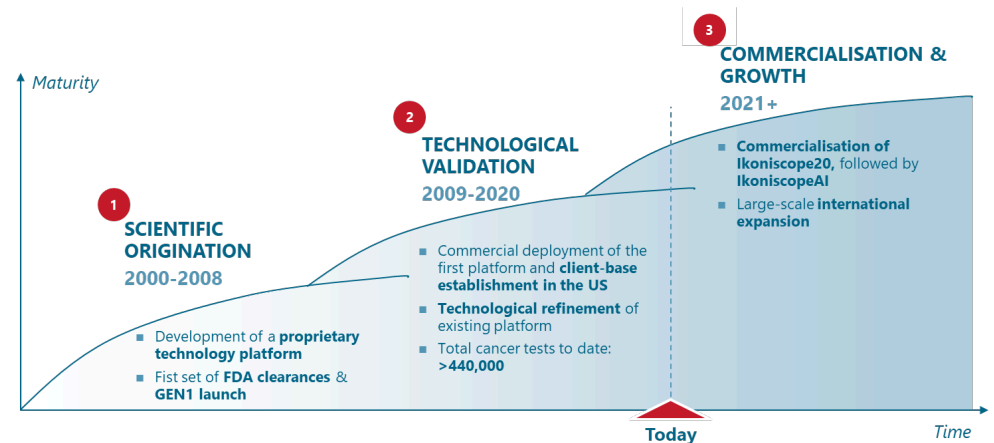 Maturity
1
SCIENTIFIC
ORIGINATION
2000-2008
■ Development of a proprietary
technology platform
■ Fist set of FDA clearances &
GEN1 launch
2
TECHNOLOGICAL
VALIDATION
2009-2020
■ Commercial deployment of the
first platform and client-base
establishment in the US
■ Technological refinement of
existing platform
■ Total cancer tests to date:
>440,000
3
COMMERCIALISATION &
GROWTH
2021+
■ Commercialisation of
Ikoniscope20, followed by
IkoniscopeAI
■ Large-scale international
expansion
Today
Time